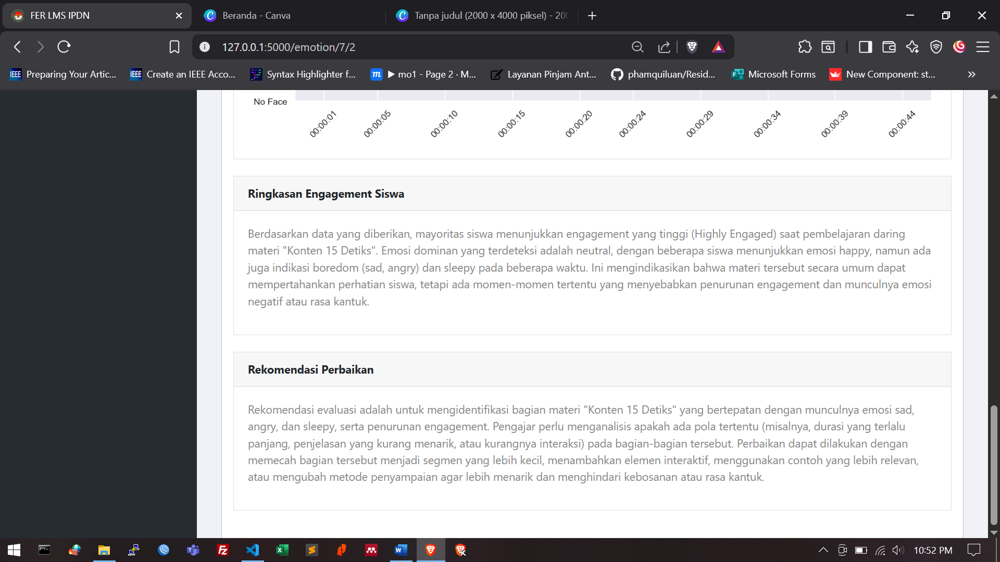 FER LMS IPDN
Beranda - Canva
Tanpa judul (2000 x 4000 piksel) - 200
127.0.0.1:5000/emotion/7/2
Preparing Your Artic...
Create an IEEE Acco...
Syntax Highlighter f...
▶ mo1 - Page 2 · M...
Layanan Pinjam Ant...
phamquiluan/Resid...
Microsoft Forms
New Component: st...
No Face
00:00:01
00:00:05
00:00:10
00:00:15
00:00:20
00:00:24
00:00:29
00:00:34
00:00:39
00:00:44
Ringkasan Engagement Siswa
Berdasarkan data yang diberikan, mayoritas siswa menunjukkan engagement yang tinggi (Highly Engaged) saat pembelajaran daring
materi "Konten 15 Detiks". Emosi dominan yang terdeteksi adalah neutral, dengan beberapa siswa menunjukkan emosi happy, namun ada
juga indikasi boredom (sad, angry) dan sleepy pada beberapa waktu. Ini mengindikasikan bahwa materi tersebut secara umum dapat
mempertahankan perhatian siswa, tetapi ada momen-momen tertentu yang menyebabkan penurunan engagement dan munculnya emosi
negatif atau rasa kantuk.
Rekomendasi Perbaikan
Rekomendasi evaluasi adalah untuk mengidentifikasi bagian materi "Konten 15 Detiks" yang bertepatan dengan munculnya emosi sad,
angry, dan sleepy, serta penurunan engagement. Pengajar perlu menganalisis apakah ada pola tertentu (misalnya, durasi yang terlalu
panjang, penjelasan yang kurang menarik, atau kurangnya interaksi) pada bagian-bagian tersebut. Perbaikan dapat dilakukan dengan
memecah bagian tersebut menjadi segmen yang lebih kecil, menambahkan elemen interaktif, menggunakan contoh yang lebih relevan,
atau mengubah metode penyampaian agar lebih menarik dan menghindari kebosanan atau rasa kantuk.
10:52 PM